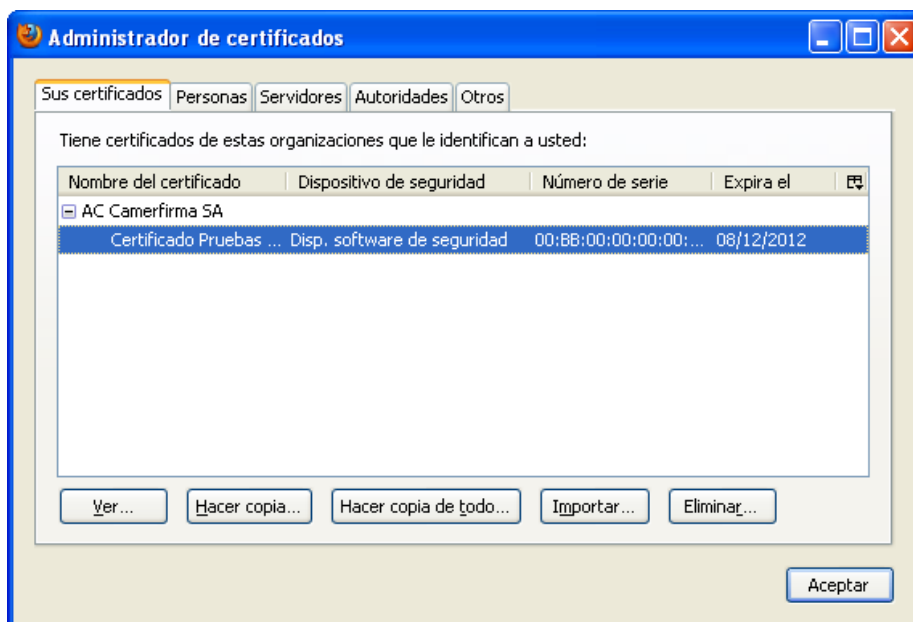 Administrador de certificados
Sus certificados Personas Servidores Autoridades Otros
Tiene certificados de estas organizaciones que le identifican a usted:
Nombre del certificado Dispositivo de seguridad Número de serie Expira el
AC Camerfirma SA
Certificado Pruebas ... Disp. software de seguridad 00:BB:00:00:00:00:... 08/12/2012
Ver... Hacer copia... Hacer copia de todo... Importar... Eliminar...
Aceptar